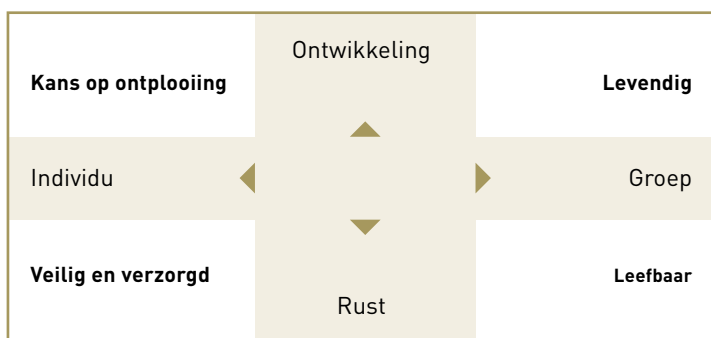 Ontwikkeling
Kans op ontplooiing
Levendig
Individu
Groep
Veilig en verzorgd
Leefbaar
Rust